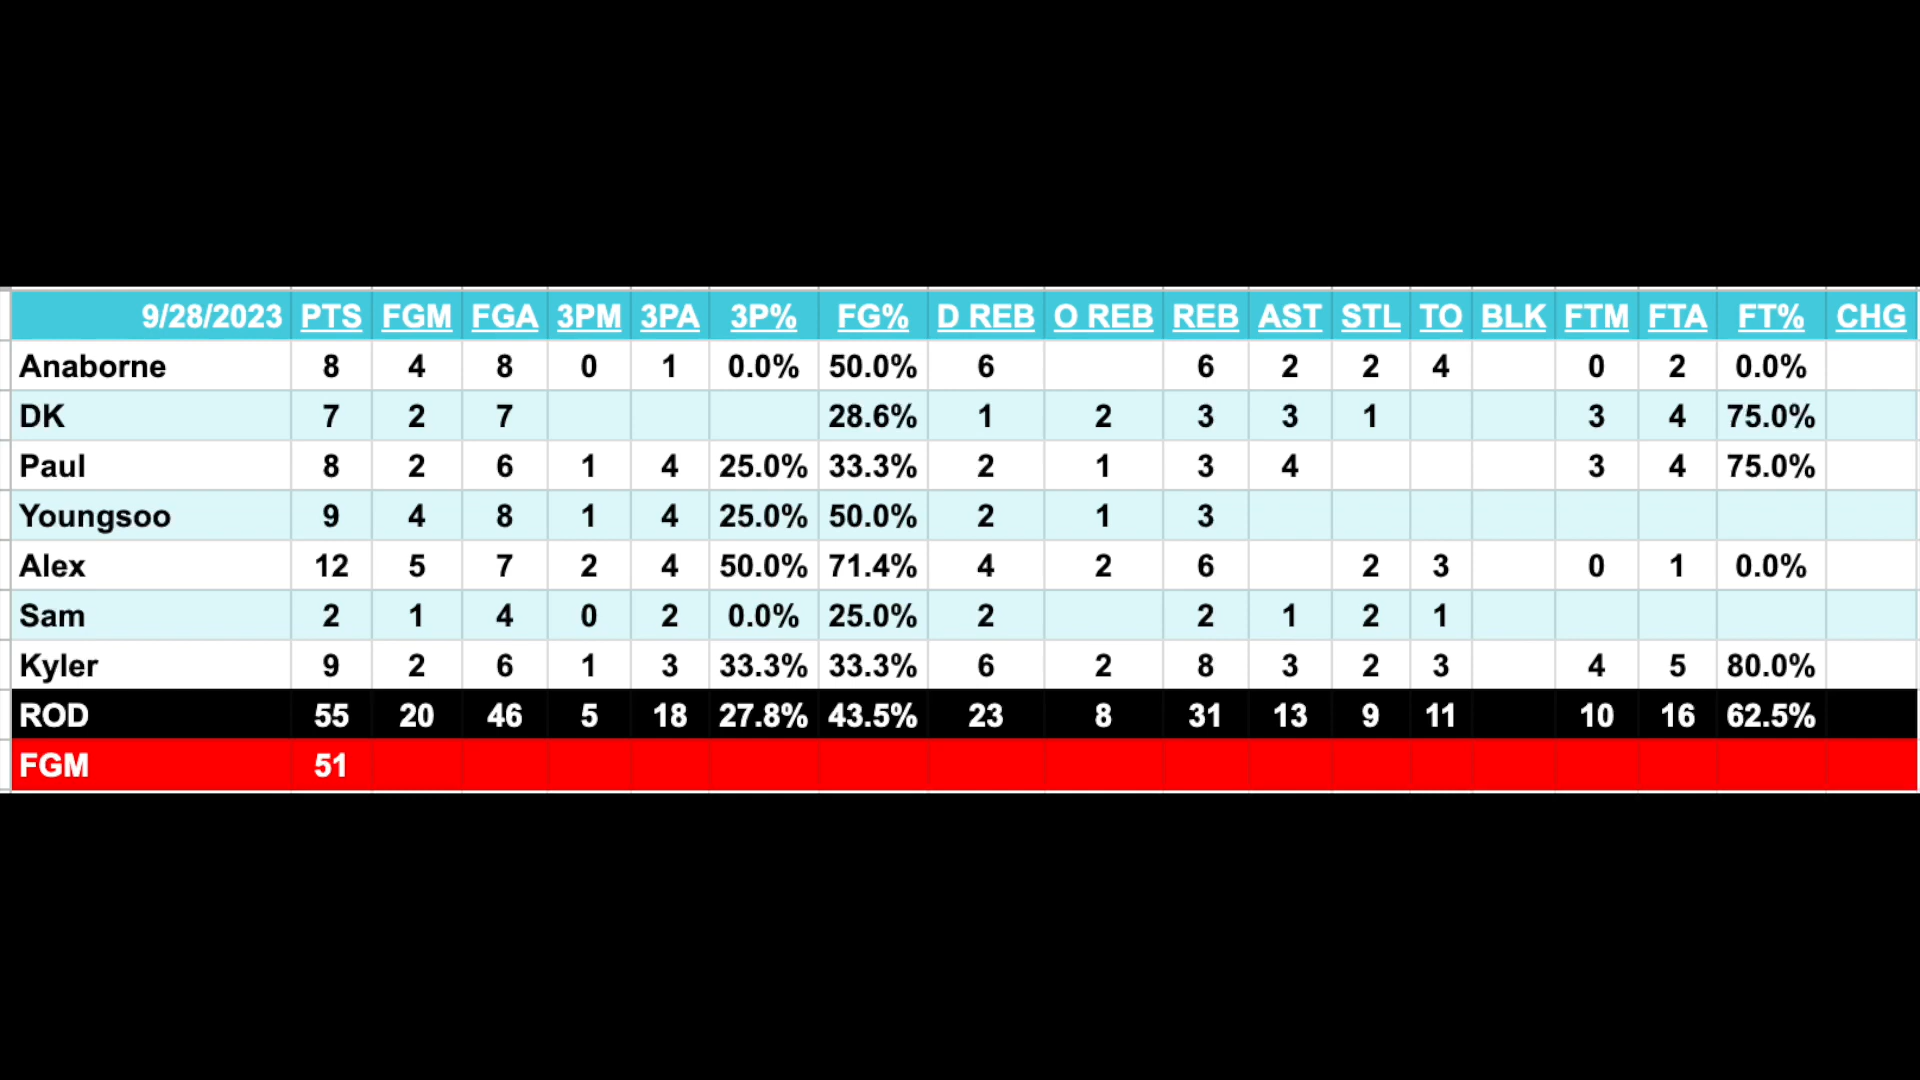 9/28/2023 PTS FGM FGA 3PM 3PA 3P% FG% D REB O REB REB AST STL TO BLK FTM FTA FT% CHG
Anaborne 8 4 8 0 1 0.0% 50.0% 6 6 2 2 4 0 2 0.0%
DK 7 2 7 28.6% 1 2 3 3 1 3 4 75.0%
Paul 8 2 6 1 4 25.0% 33.3% 2 1 3 4 3 4 75.0%
Youngsoo 9 4 8 1 4 25.0% 50.0% 2 1 3
Alex 12 5 7 2 4 50.0% 71.4% 4 2 6 2 3 0 1 0.0%
Sam 2 1 4 0 2 0.0% 25.0% 2 2 1 2 1
Kyler 9 2 6 1 3 33.3% 33.3% 6 2 8 3 2 3 4 5 80.0%
ROD 55 20 46 5 18 27.8% 43.5% 23 8 31 13 9 11 10 16 62.5%
FGM 51